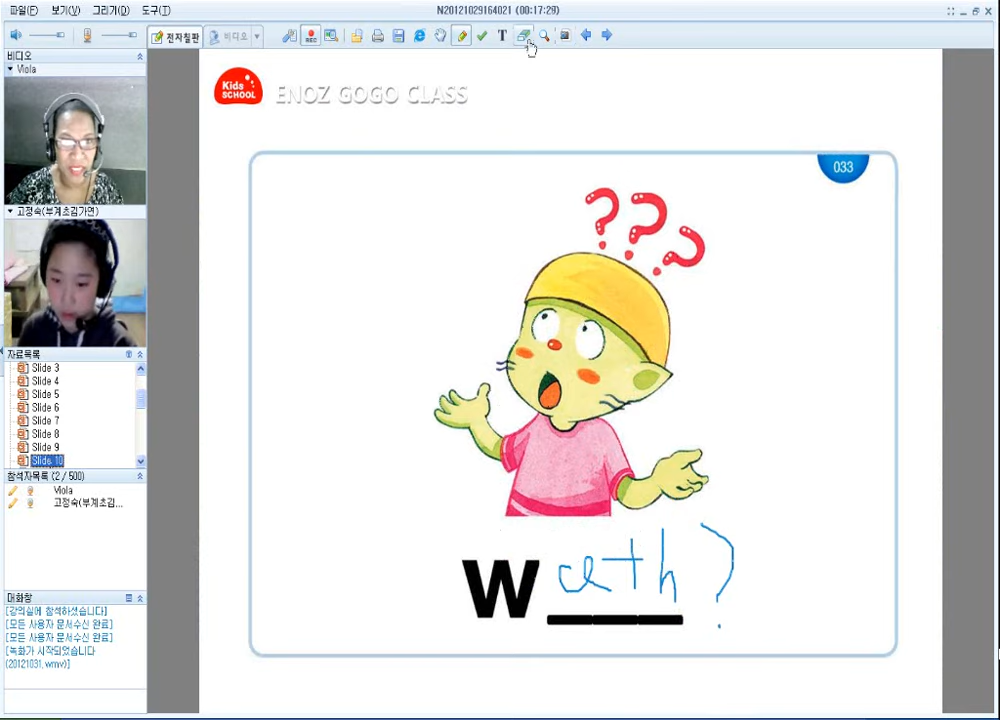 파일(F) 보기(V) 그리기(D) 도구(T)
N20121029164021 (00:17:29)
전자칠판
비디오
비디오
Viola
고정숙(부계초김가연)
자료목록
Slide 3
Slide 4
Slide 5
Slide 6
Slide 7
Slide 8
Slide 9
Slide 10
참석자목록 (2 / 500)
Viola
고정숙(부계초김...
대화창
[강의실에 참석하셨습니다]
[모든 사용자 문서수신 완료]
[모든 사용자 문서수신 완료]
[녹화가 시작되었습니다
(20121031.wmv)]
Kids
SCHOOL
ENOZ GOGO CLASS
033
???
W ath?